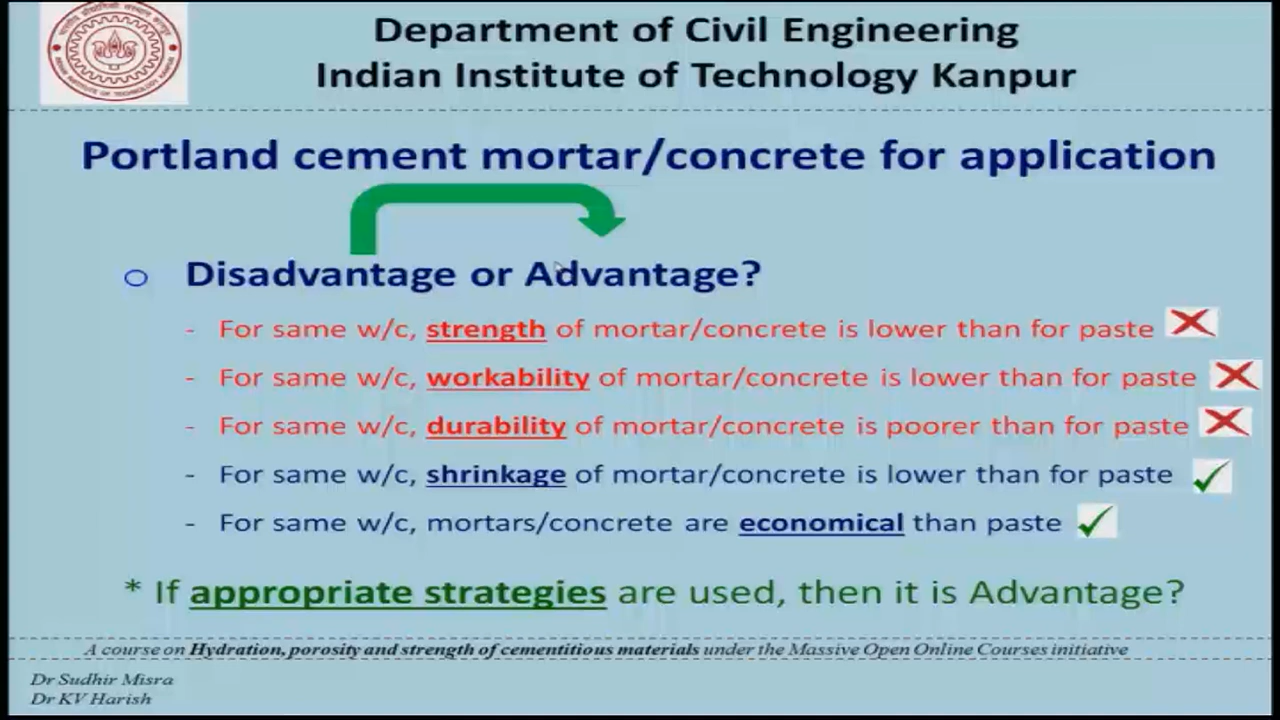 Department of Civil Engineering
Indian Institute of Technology Kanpur
Portland cement mortar/concrete for application
Disadvantage or Advantage?
- For same w/c, strength of mortar/concrete is lower than for paste
- For same w/c, workability of mortar/concrete is lower than for paste
- For same w/c, durability of mortar/concrete is poorer than for paste
- For same w/c, shrinkage of mortar/concrete is lower than for paste
- For same w/c, mortars/concrete are economical than paste
* If appropriate strategies are used, then it is Advantage?
A course on Hydration, porosity and strength of cementitious materials under the Massive Open Online Courses initiative
Dr Sudhir Misra
Dr KV Harish